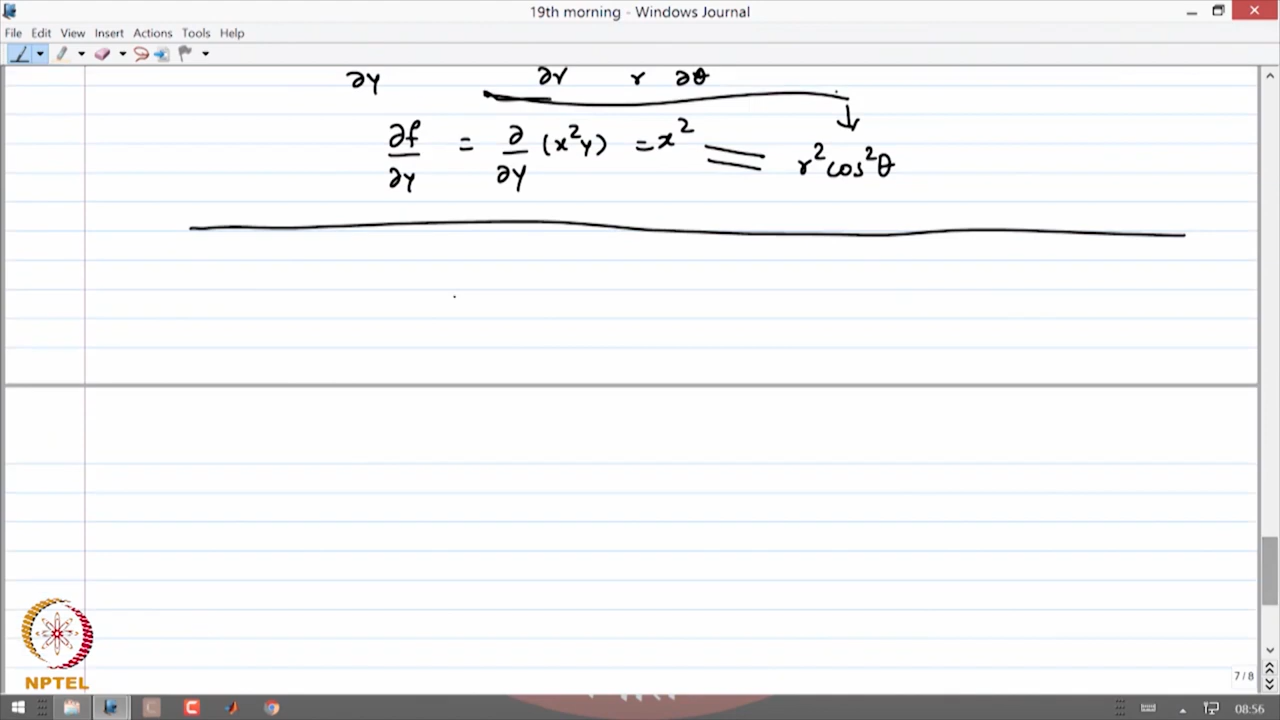 19th morning - Windows Journal
File Edit View Insert Actions Tools Help
∂y ∂r r ∂θ
∂f/∂y = ∂/∂y (x²y) = x² r²cos²θ
NPTEL
7 / 8
08:56